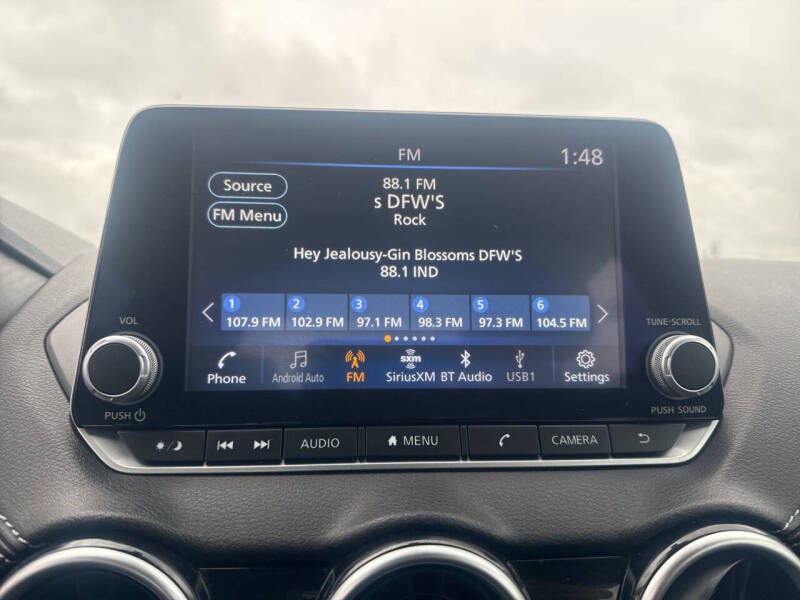 FM
1:48
Source
88.1 FM
s DFW'S
FM Menu
Rock
Hey Jealousy-Gin Blossoms DFW'S
88.1 IND
1 2 3 4 5 6
107.9 FM 102.9 FM 97.1 FM 98.3 FM 97.3 FM 104.5 FM
VOL
TUNE·SCROLL
sxm
Phone Android Auto FM SiriusXM BT Audio USB1 Settings
PUSH
PUSH SOUND
AUDIO MENU CAMERA